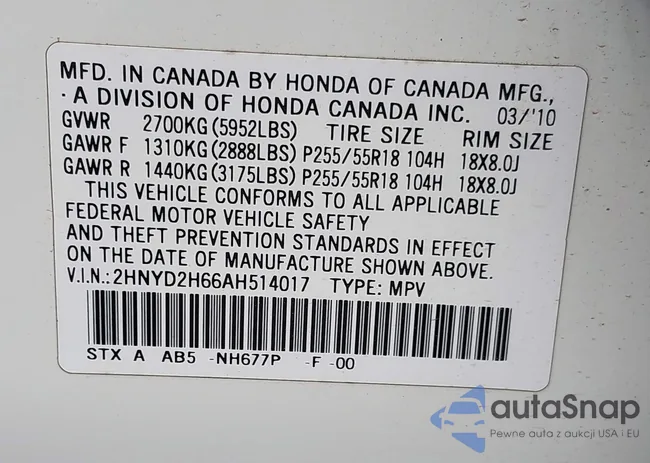 MFD. IN CANADA BY HONDA OF CANADA MFG.,
A DIVISION OF HONDA CANADA INC. 03/'10
GVWR 2700KG(5952LBS) TIRE SIZE RIM SIZE
GAWR F 1310KG(2888LBS) P255/55R18 104H 18X8.0J
GAWR R 1440KG(3175LBS) P255/55R18 104H 18X8.0J
THIS VEHICLE CONFORMS TO ALL APPLICABLE
FEDERAL MOTOR VEHICLE SAFETY
AND THEFT PREVENTION STANDARDS IN EFFECT
ON THE DATE OF MANUFACTURE SHOWN ABOVE.
V.I.N.:2HNYD2H66AH514017 TYPE: MPV
STX A AB5 -NH677P -F -00
autaSnap
Pewne auta z aukcji USA i EU